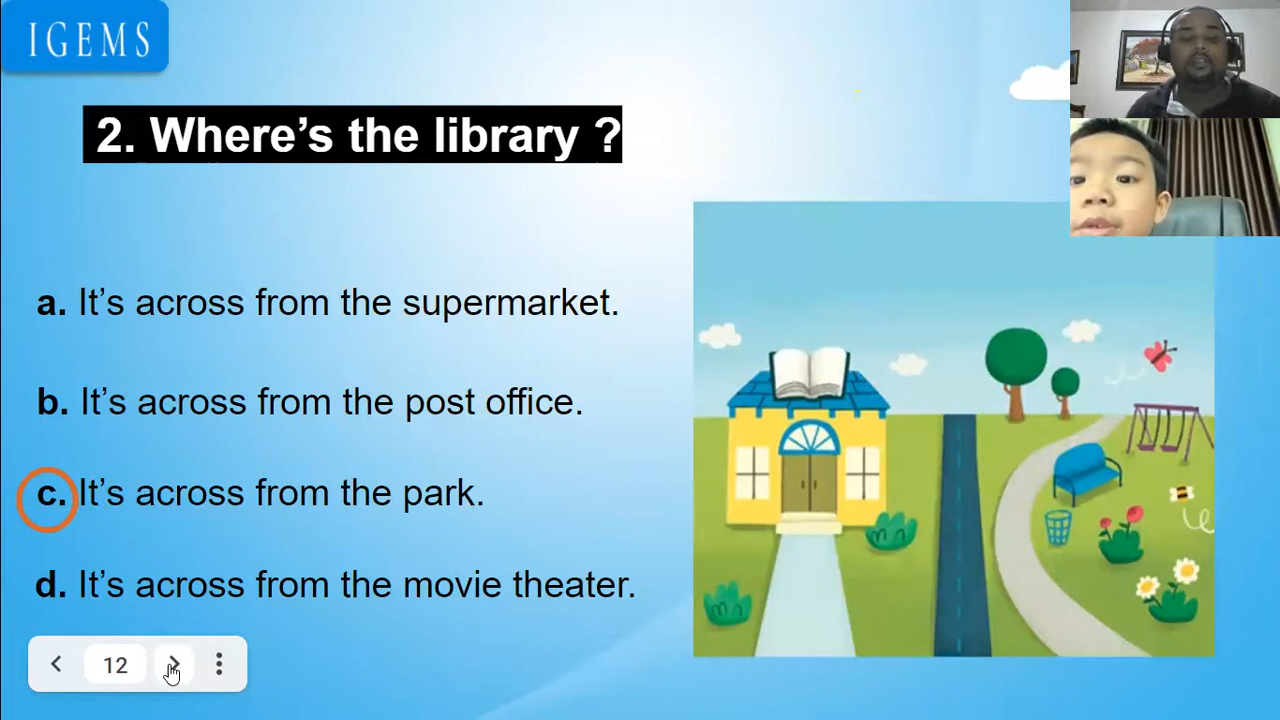 IGEMS
2. Where’s the library ?
a. It’s across from the supermarket.
b. It’s across from the post office.
c. It’s across from the park.
d. It’s across from the movie theater.
12